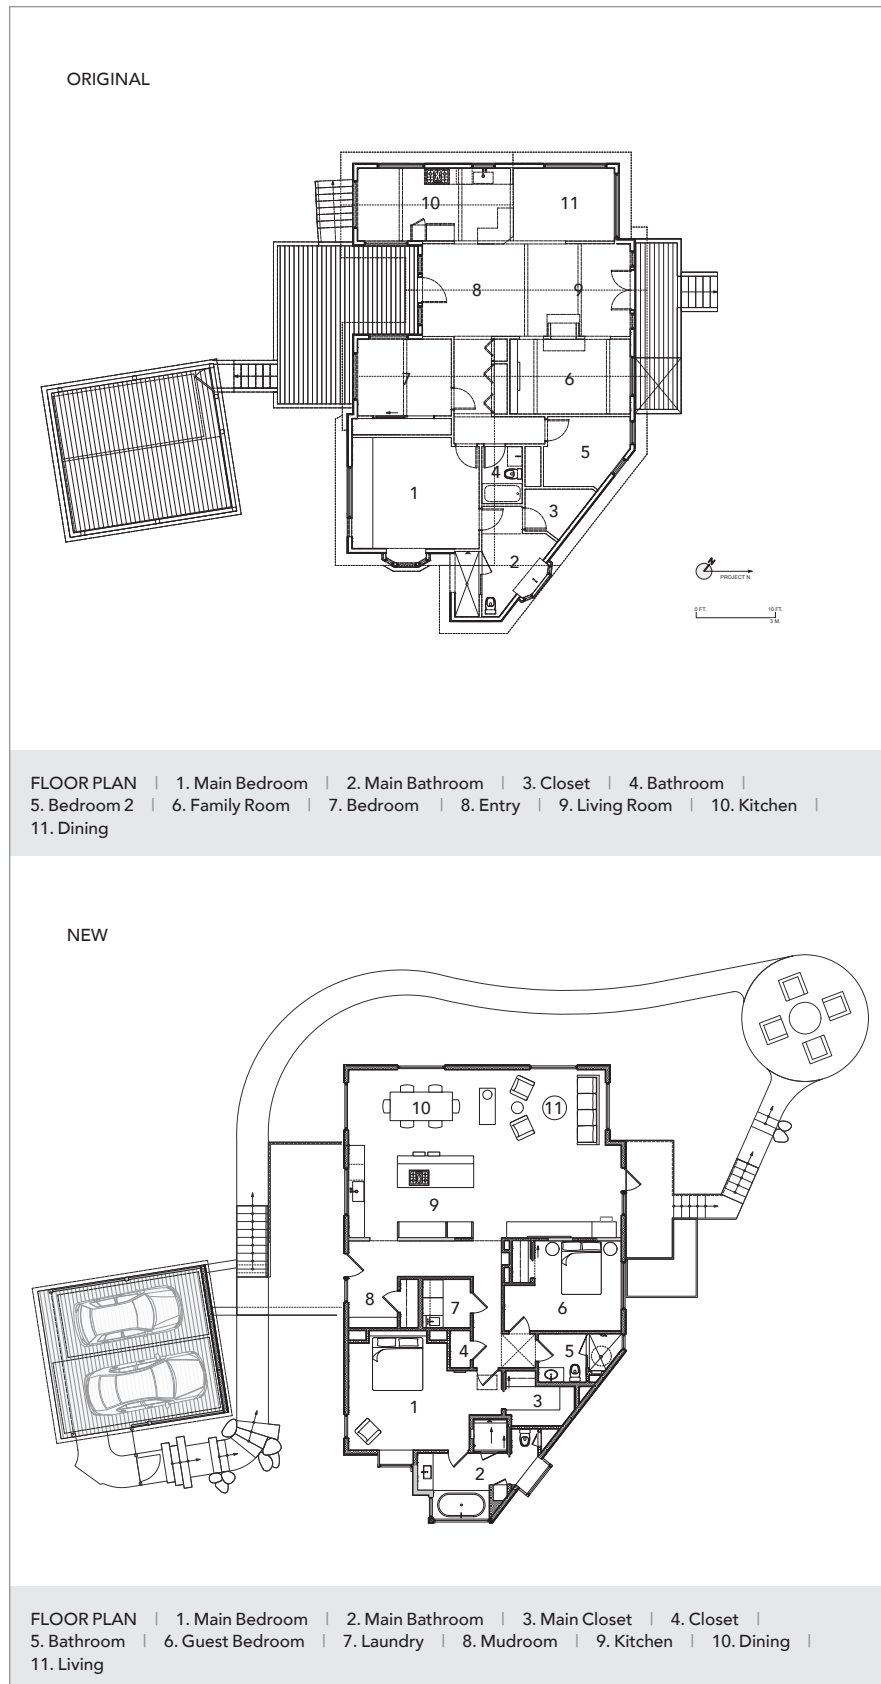 ORIGINAL
10
11
8
9
7
6
5
4
1
3
2
N
PROJECT N
0 FT.
10 FT.
3 M.
FLOOR PLAN | 1. Main Bedroom | 2. Main Bathroom | 3. Closet | 4. Bathroom |
5. Bedroom 2 | 6. Family Room | 7. Bedroom | 8. Entry | 9. Living Room | 10. Kitchen |
11. Dining
NEW
10
11
9
8
7
6
4
5
1
3
2
FLOOR PLAN | 1. Main Bedroom | 2. Main Bathroom | 3. Main Closet | 4. Closet |
5. Bathroom | 6. Guest Bedroom | 7. Laundry | 8. Mudroom | 9. Kitchen | 10. Dining |
11. Living